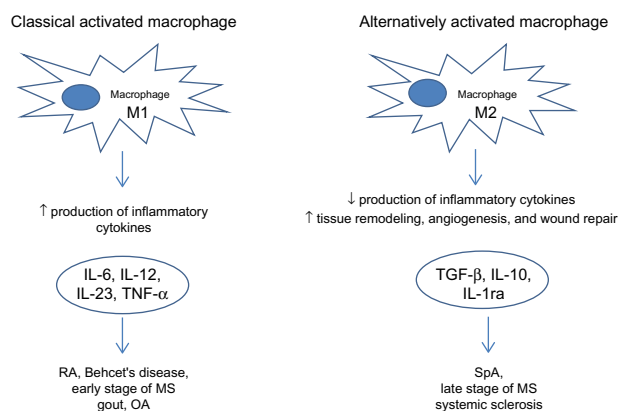 Classical activated macrophage
Macrophage
M1
↑ production of inflammatory
cytokines
IL-6, IL-12,
IL-23, TNF-α
RA, Behcet's disease,
early stage of MS
gout, OA
Alternatively activated macrophage
Macrophage
M2
↓ production of inflammatory cytokines
↑ tissue remodeling, angiogenesis, and wound repair
TGF-β, IL-10,
IL-1ra
SpA,
late stage of MS
systemic sclerosis